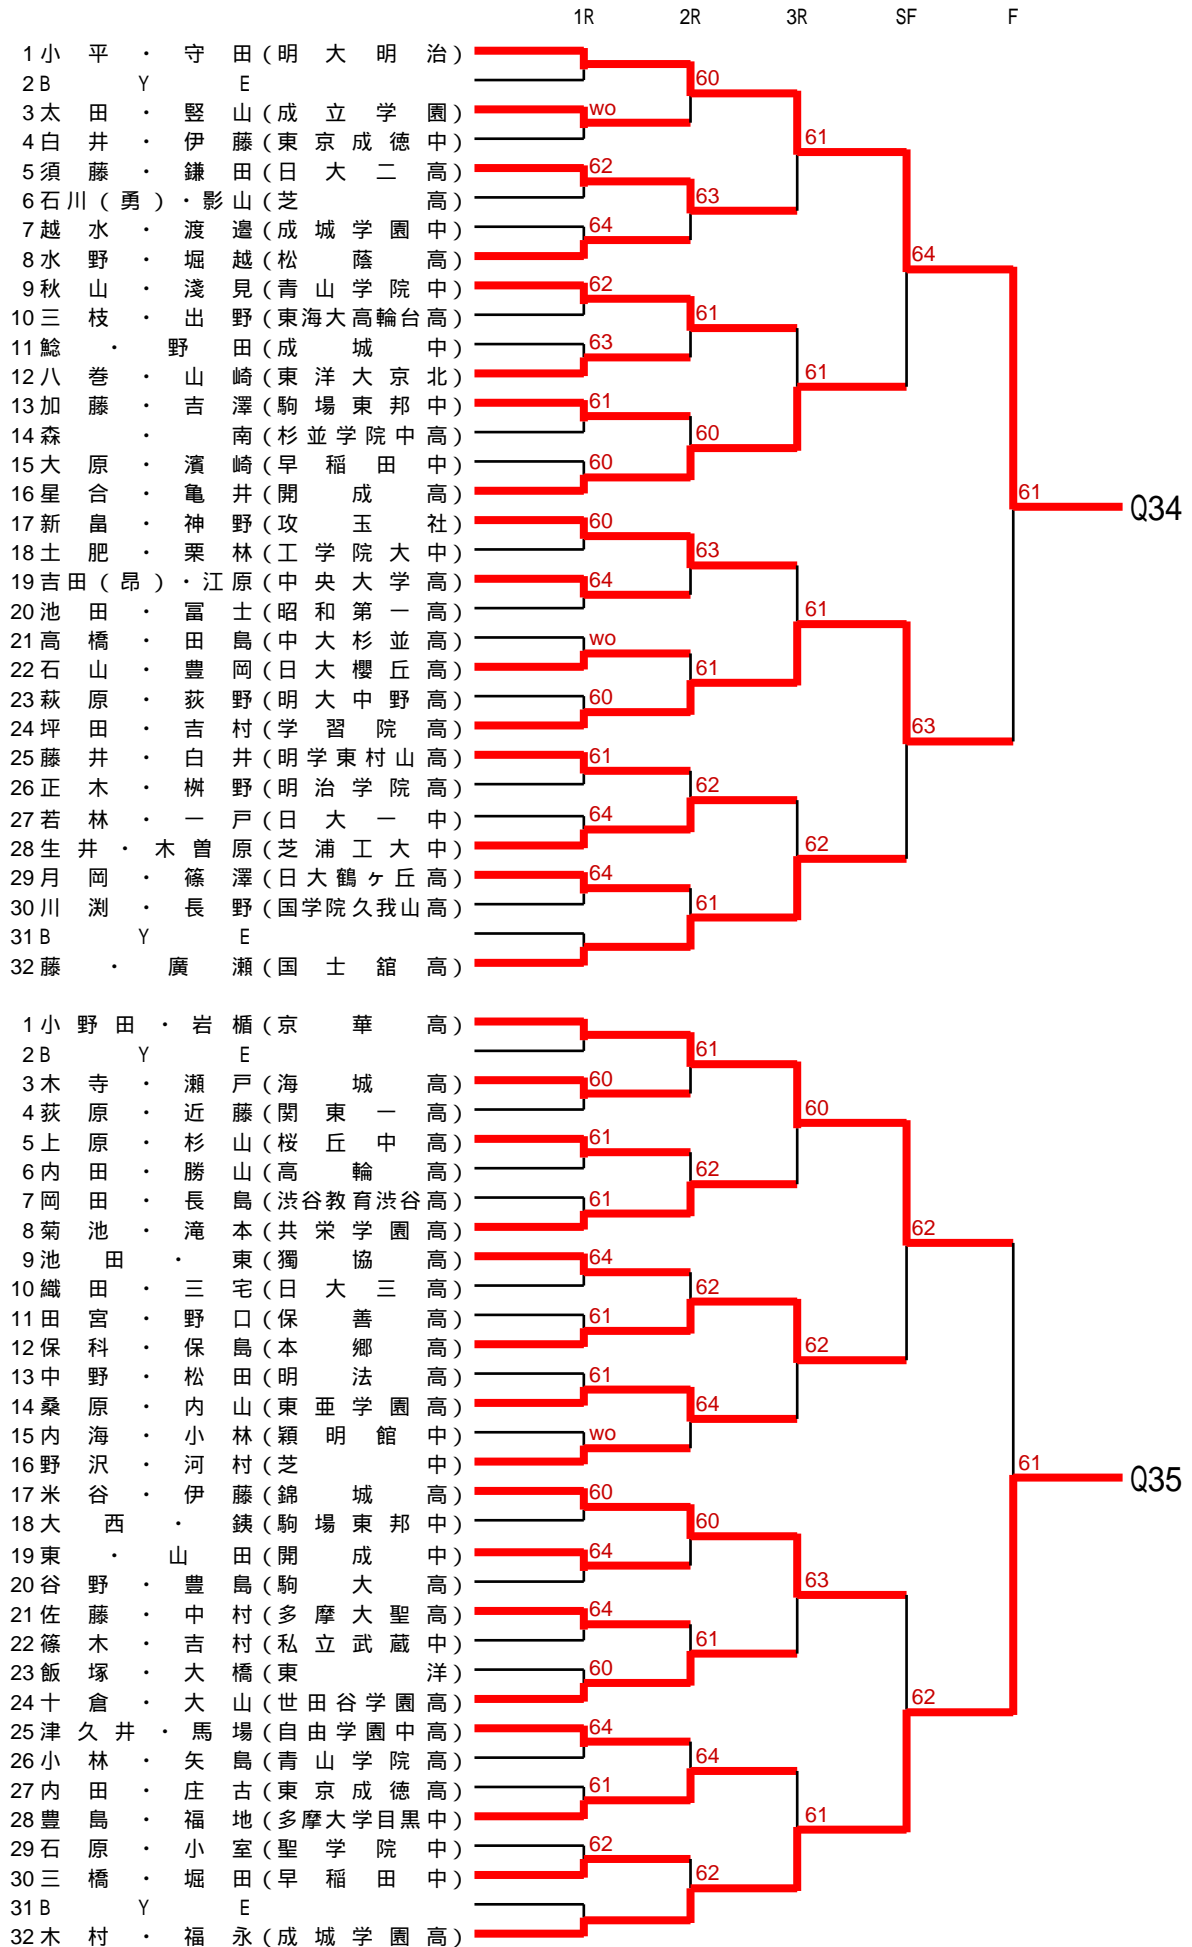 1R 2R 3R SF F
1 小平・守田(明大明治)
2 BYE 60
3 太田・竪山(成立学園) wo
4 白井・伊藤(東京成徳中) 61
5 須藤・鎌田(日大二高) 62
6 石川(勇)・影山(芝高) 63
7 越水・渡邉(成城学園中) 64
8 水野・堀越(松蔭高) 64
9 秋山・淺見(青山学院中) 62
10 三枝・出野(東海大高輪台高) 61
11 鯰・野田(成城中) 63
12 八巻・山崎(東洋大京北) 61
13 加藤・吉澤(駒場東邦中) 61
14 森・南(杉並学院中高) 60
15 大原・濱崎(早稲田中) 60
16 星合・亀井(開成高) 61 Q34
17 新畠・神野(攻玉社) 60
18 土肥・栗林(工学院大中) 63
19 吉田(昂)・江原(中央大学高) 64
20 池田・冨士(昭和第一高) 61
21 高橋・田島(中大杉並高) wo
22 石山・豊岡(日大櫻丘高) 61
23 萩原・荻野(明大中野高) 60
24 坪田・吉村(学習院高) 63
25 藤井・白井(明学東村山高) 61
26 正木・桝野(明治学院高) 62
27 若林・一戸(日大一中) 64
28 生井・木曽原(芝浦工大中) 62
29 月岡・篠澤(日大鶴ヶ丘高) 64
30 川渕・長野(国学院久我山高) 61
31 BYE
32 藤・廣瀬(国士舘高)
1 小野田・岩楯(京華高)
2 BYE 61
3 木寺・瀬戸(海城高) 60
4 荻原・近藤(関東一高) 60
5 上原・杉山(桜丘中高) 61
6 内田・勝山(高輪高) 62
7 岡田・長島(渋谷教育渋谷高) 61
8 菊池・滝本(共栄学園高) 62
9 池田・東(獨協高) 64
10 織田・三宅(日大三高) 62
11 田宮・野口(保善高) 61
12 保科・保島(本郷高) 62
13 中野・松田(明法高) 61
14 桑原・内山(東亜学園高) 64
15 内海・小林(穎明館中) wo
16 野沢・河村(芝中) 61 Q35
17 米谷・伊藤(錦城高) 60
18 大西・銕(駒場東邦中) 60
19 東・山田(開成中) 64
20 谷野・豊島(駒大高) 63
21 佐藤・中村(多摩大聖高) 64
22 篠木・吉村(私立武蔵中) 61
23 飯塚・大橋(東洋) 60
24 十倉・大山(世田谷学園高) 62
25 津久井・馬場(自由学園中高) 64
26 小林・矢島(青山学院高) 64
27 内田・庄古(東京成徳高) 61
28 豊島・福地(多摩大学目黒中) 61
29 石原・小室(聖学院中) 62
30 三橋・堀田(早稲田中) 62
31 BYE
32 木村・福永(成城学園高)